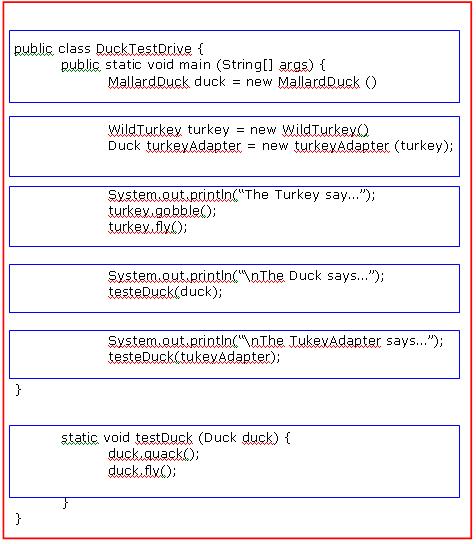 public class DuckTestDrive {
public static void main (String[] args) {
MallardDuck duck = new MallardDuck ()
WildTurkey turkey = new WildTurkey()
Duck turkeyAdapter = new turkeyAdapter (turkey);
System.out.println(“The Turkey say...”);
turkey.gobble();
turkey.fly();
System.out.println(“\nThe Duck says...”);
testeDuck(duck);
System.out.println(“\nThe TukeyAdapter says...”);
testeDuck(tukeyAdapter);
}
static void testDuck (Duck duck) {
duck.quack();
duck.fly();
}
}